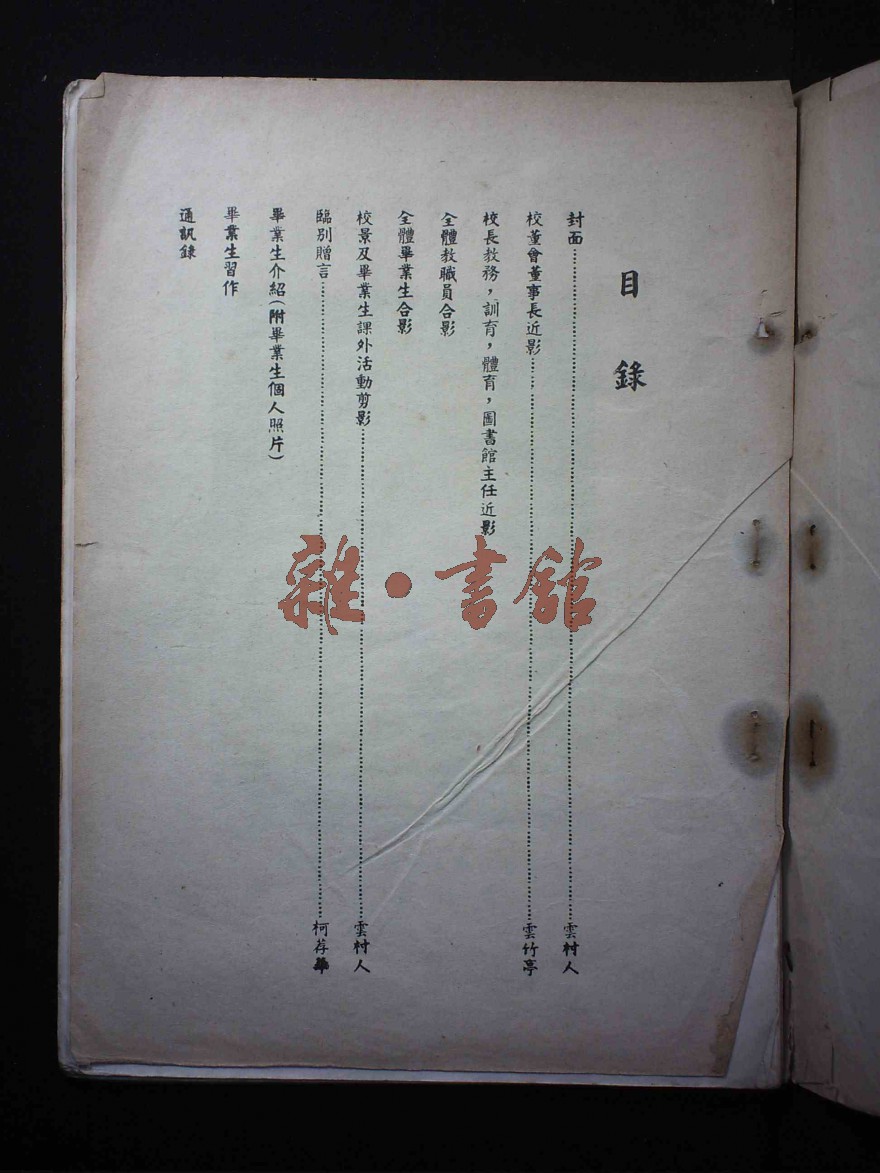 目錄
封面……雲村人
校董會董事長近影……雲竹亭
校長教務，訓育，體育，圖書館主任近影
全體教職員合影
全體畢業生合影
校景及畢業生課外活動剪影……雲村人
臨別贈言……柯荐華
畢業生介紹(附畢業生個人照片)
畢業生習作
通訊錄
雜·書館